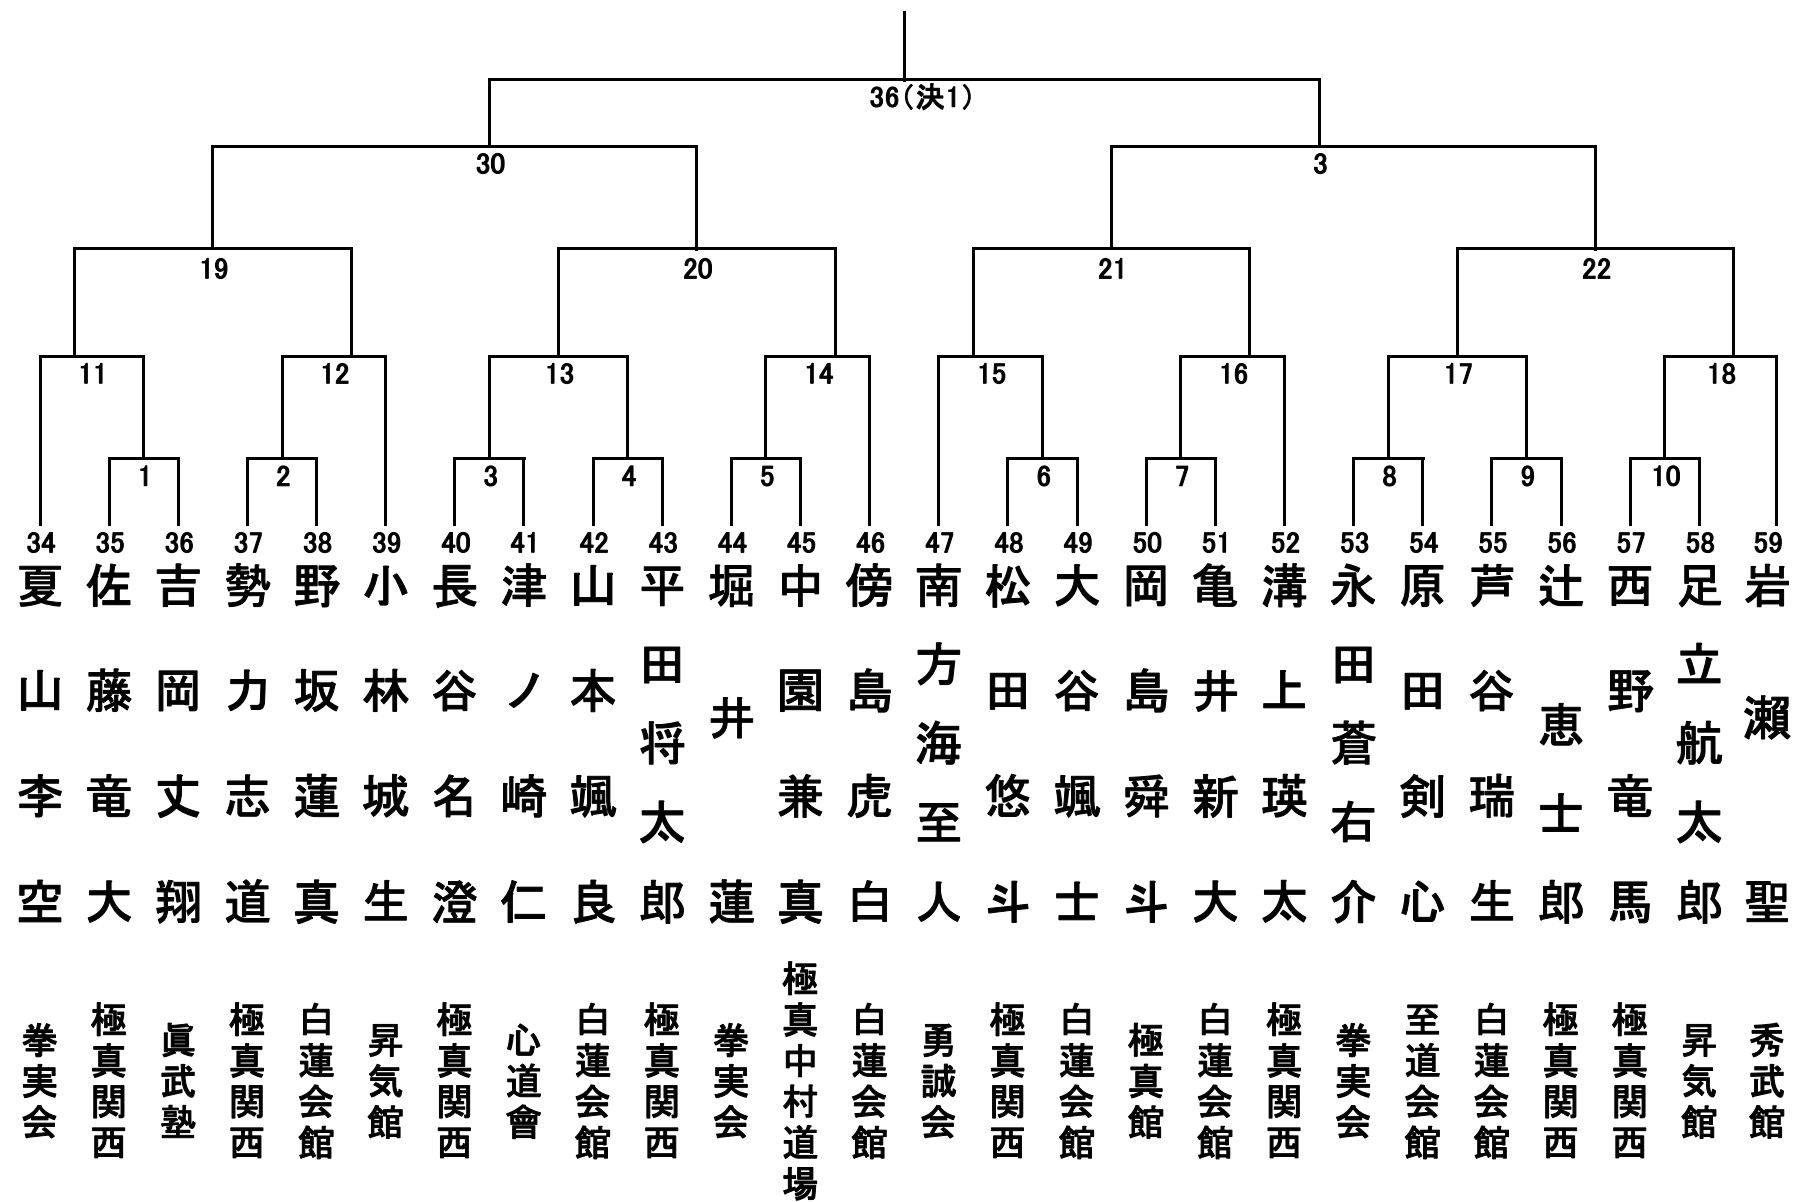 36(決1)
30
3
19
20
21
22
11
12
13
14
15
16
17
18
1
2
3
4
5
6
7
8
9
10
34
夏山李空
拳実会
35
佐藤竜大
極真関西
36
吉岡丈翔
眞武塾
37
勢力志道
極真関西
38
野坂蓮真
白蓮会館
39
小林城生
昇気館
40
長谷名澄
極真関西
41
津ノ崎仁
心道會
42
山本颯良
白蓮会館
43
平田将太郎
極真関西
44
堀井蓮
拳実会
45
中園兼真
極真中村道場
46
傍島虎白
白蓮会館
47
南方海至人
勇誠会
48
松田悠斗
極真関西
49
大谷颯士
白蓮会館
50
岡島舜斗
極真館
51
亀井新大
白蓮会館
52
溝上瑛太
極真関西
53
永田蒼右介
拳実会
54
原田剣心
至道会館
55
芦谷瑞生
白蓮会館
56
辻恵士郎
極真関西
57
西野竜馬
極真関西
58
足立航太郎
昇気館
59
岩瀬聖
秀武館